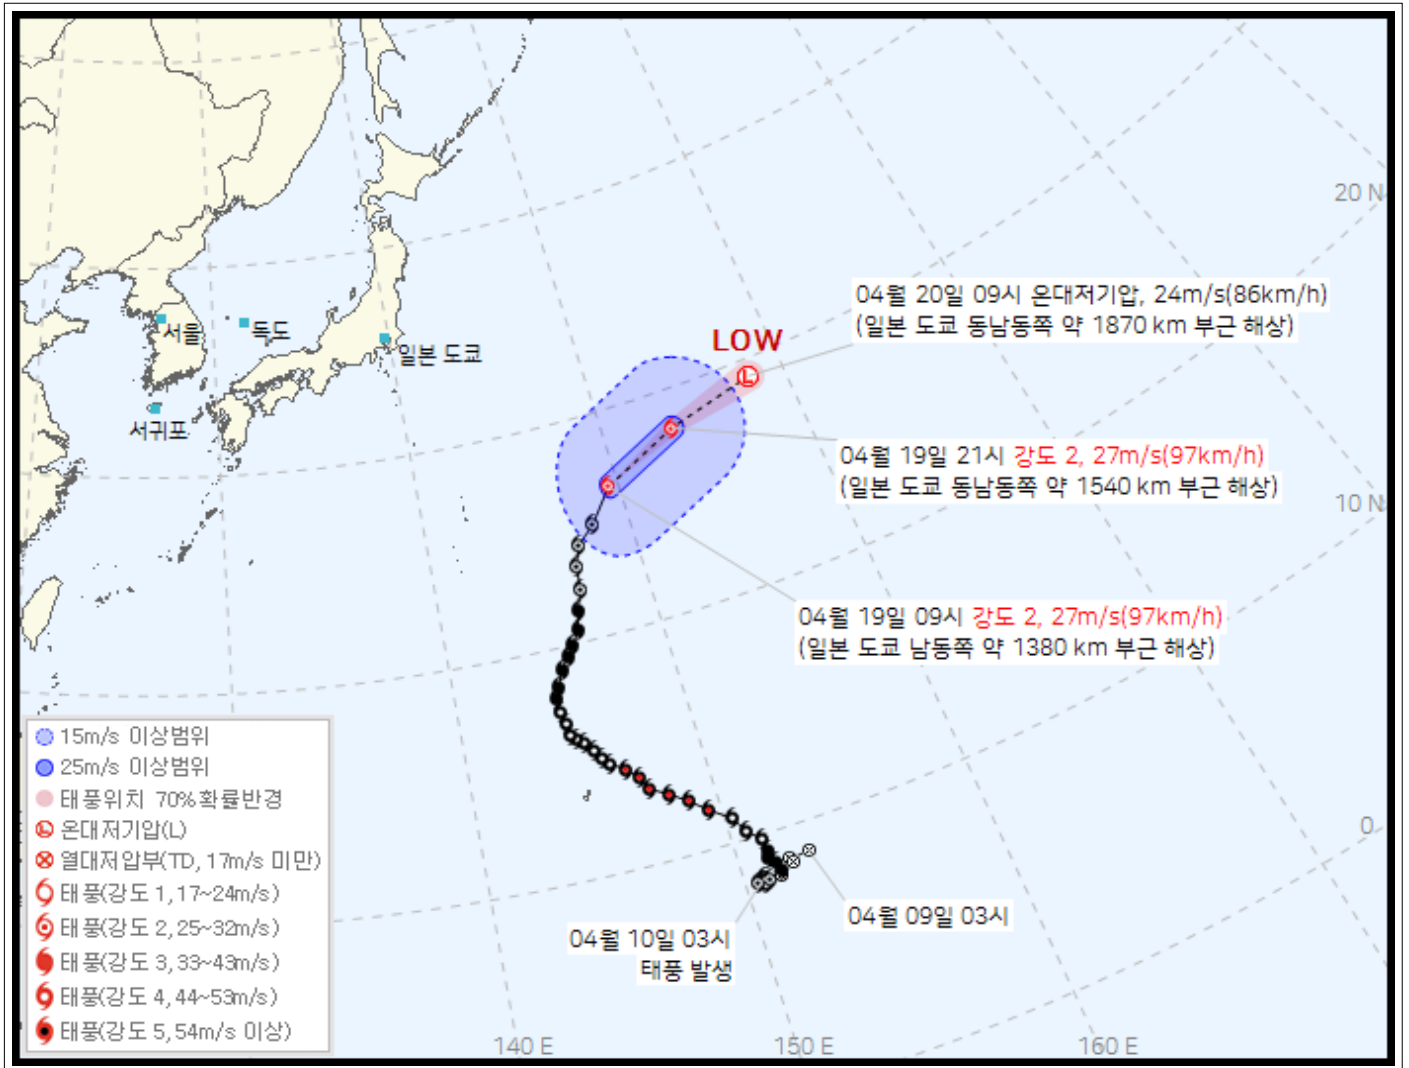 20 N
04월 20일 09시 온대저기압, 24m/s(86km/h)
(일본 도쿄 동남동쪽 약 1870 km 부근 해상)
서울
독도
일본 도쿄
LOW
서귀포
04월 19일 21시 강도 2, 27m/s(97km/h)
(일본 도쿄 동남동쪽 약 1540 km 부근 해상)
10 N
04월 19일 09시 강도 2, 27m/s(97km/h)
(일본 도쿄 남동쪽 약 1380 km 부근 해상)
15m/s 이상범위
25m/s 이상범위
태풍위치 70%확률반경
온대저기압(L)
열대저압부(TD, 17m/s 미만)
태풍(강도 1, 17~24m/s)
태풍(강도 2, 25~32m/s)
태풍(강도 3, 33~43m/s)
태풍(강도 4, 44~53m/s)
태풍(강도 5, 54m/s 이상)
0
04월 09일 03시
04월 10일 03시
태풍 발생
140 E
150 E
160 E